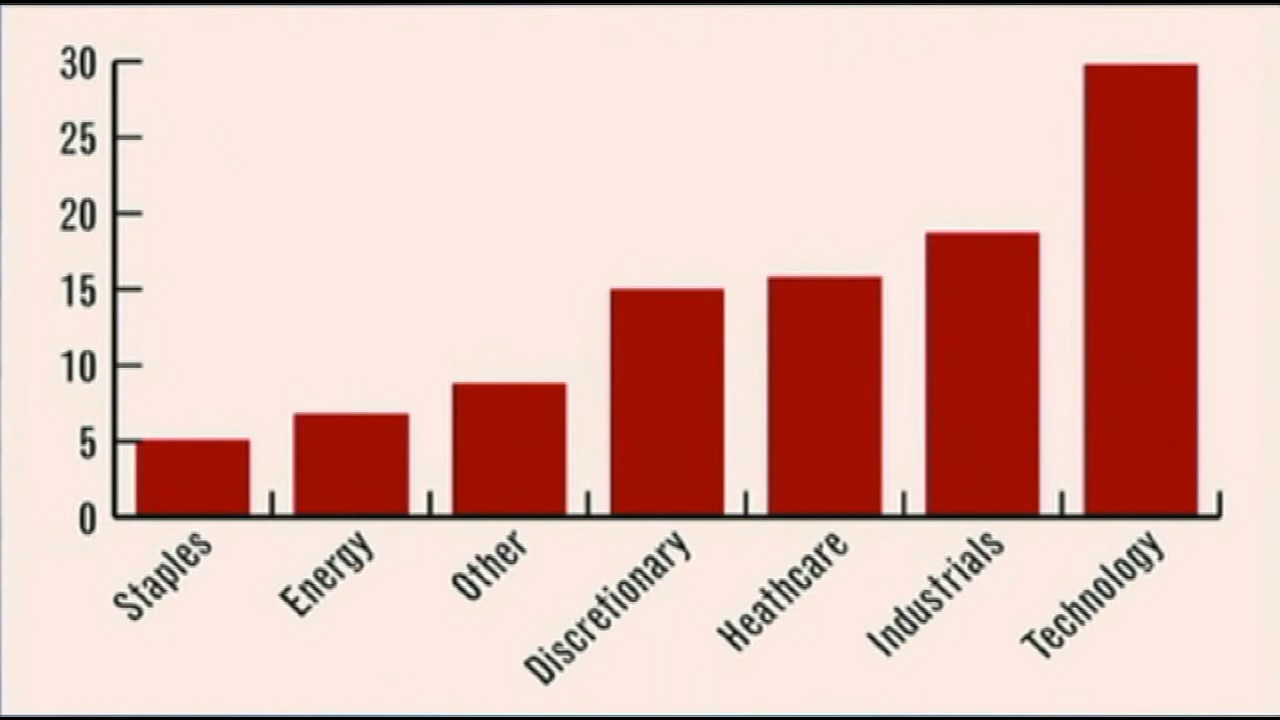 30
25
20
15
10
5
0
Staples
Energy
Other
Discretionary
Heathcare
Industrials
Technology